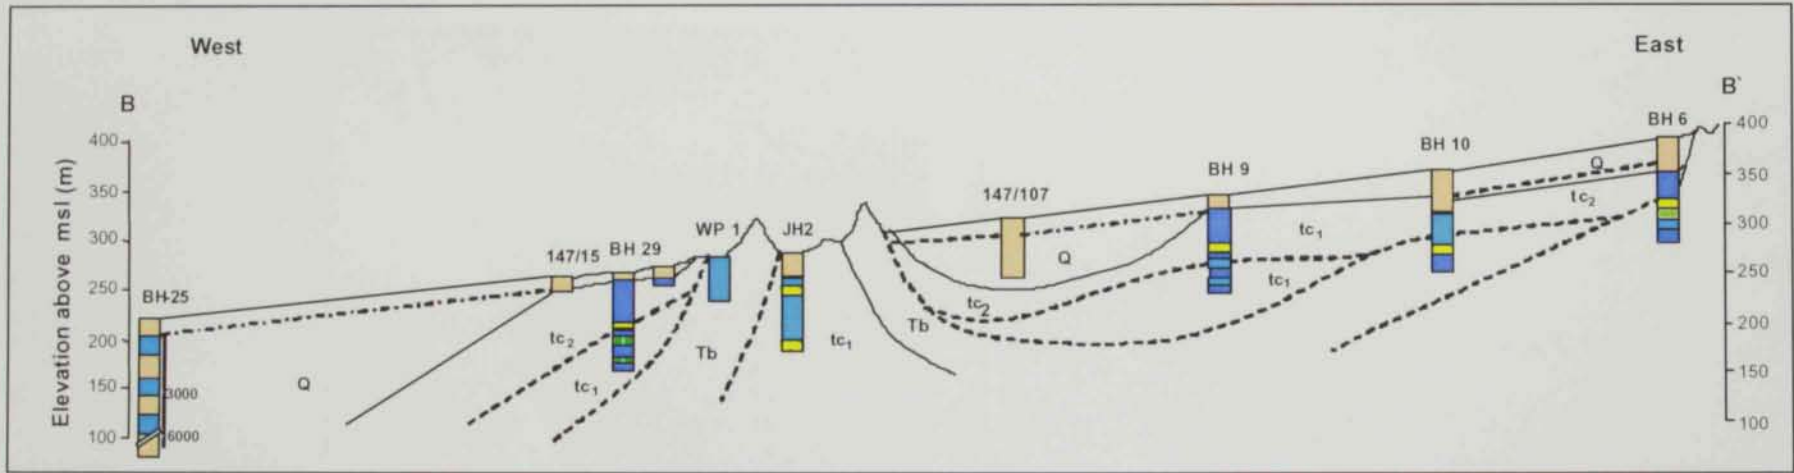 West
East
B
B`
BH 6
400
400
BH 10
BH 9
Q
350
350
147/107
tc2
WP 1
JH2
300
tc1
300
147/15
BH 29
Q
250
tc1
250
BH-25
tc2
200
Tb
200
tc2
Tb
tc1
150
Q
tc1
150
3000
100
6000
100
Elevation above msl (m)